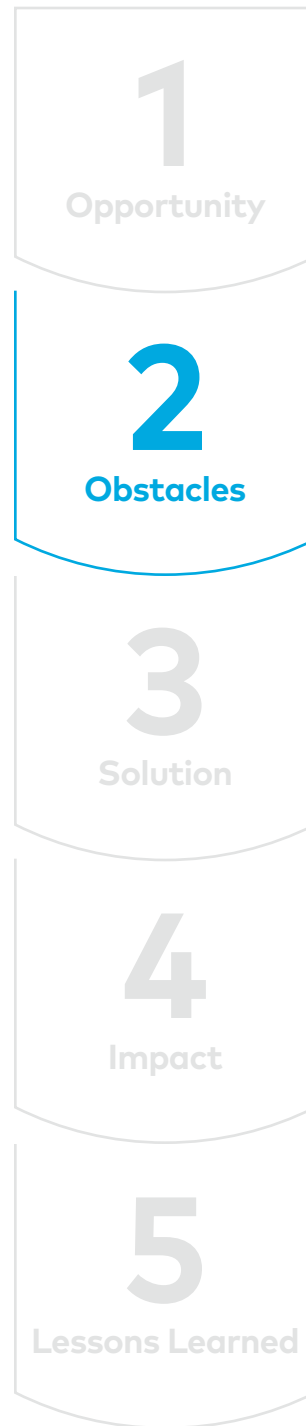 1
Opportunity
2
Obstacles
3
Solution
4
Impact
5
Lessons Learned